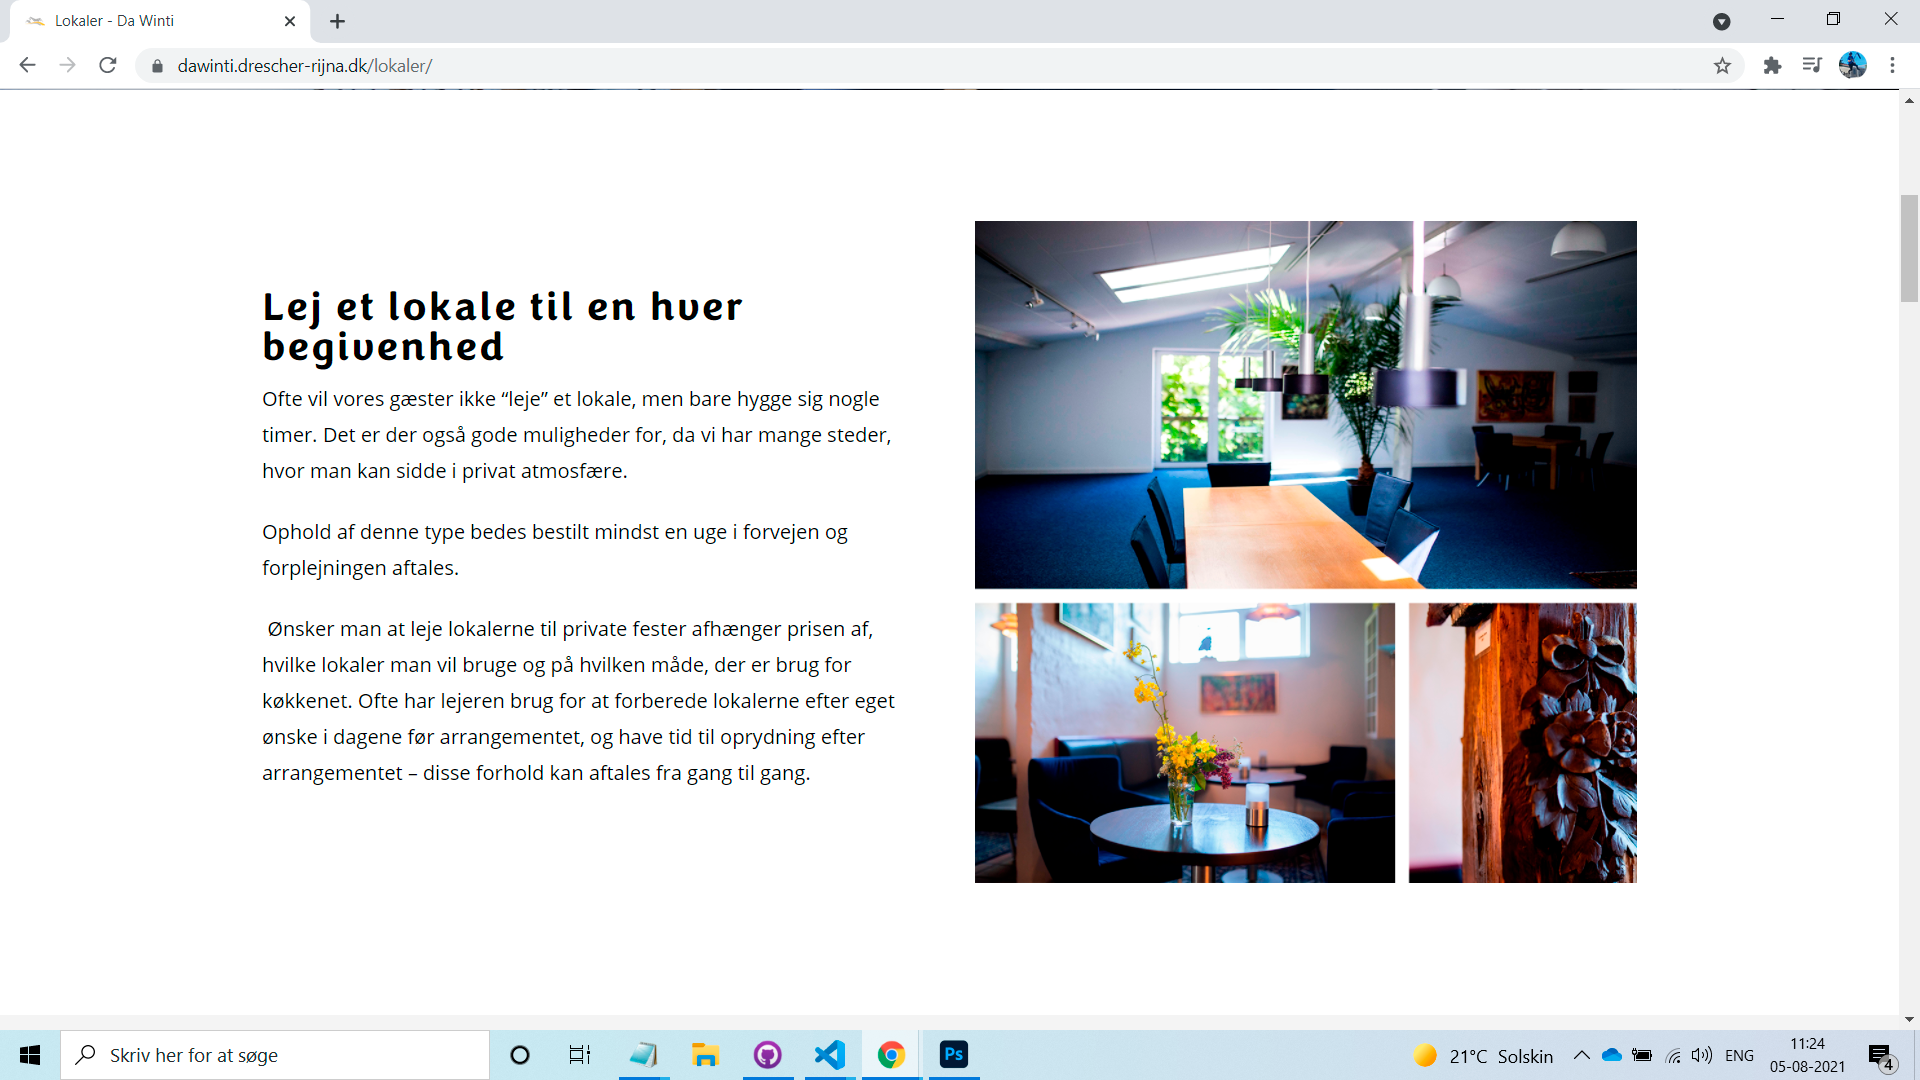 Lokaler - Da Winti
dawinti.drescher-rijna.dk/lokaler/
Lej et lokale til en hver
begivenhed
Ofte vil vores gæster ikke “leje” et lokale, men bare hygge sig nogle
timer. Det er der også gode muligheder for, da vi har mange steder,
hvor man kan sidde i privat atmosfære.
Ophold af denne type bedes bestilt mindst en uge i forvejen og
forplejningen aftales.
Ønsker man at leje lokalerne til private fester afhænger prisen af,
hvilke lokaler man vil bruge og på hvilken måde, der er brug for
køkkenet. Ofte har lejeren brug for at forberede lokalerne efter eget
ønske i dagene før arrangementet, og have tid til oprydning efter
arrangementet – disse forhold kan aftales fra gang til gang.
Skriv her for at søge
Ps
21°C Solskin
ENG
11:24
05-08-2021
4